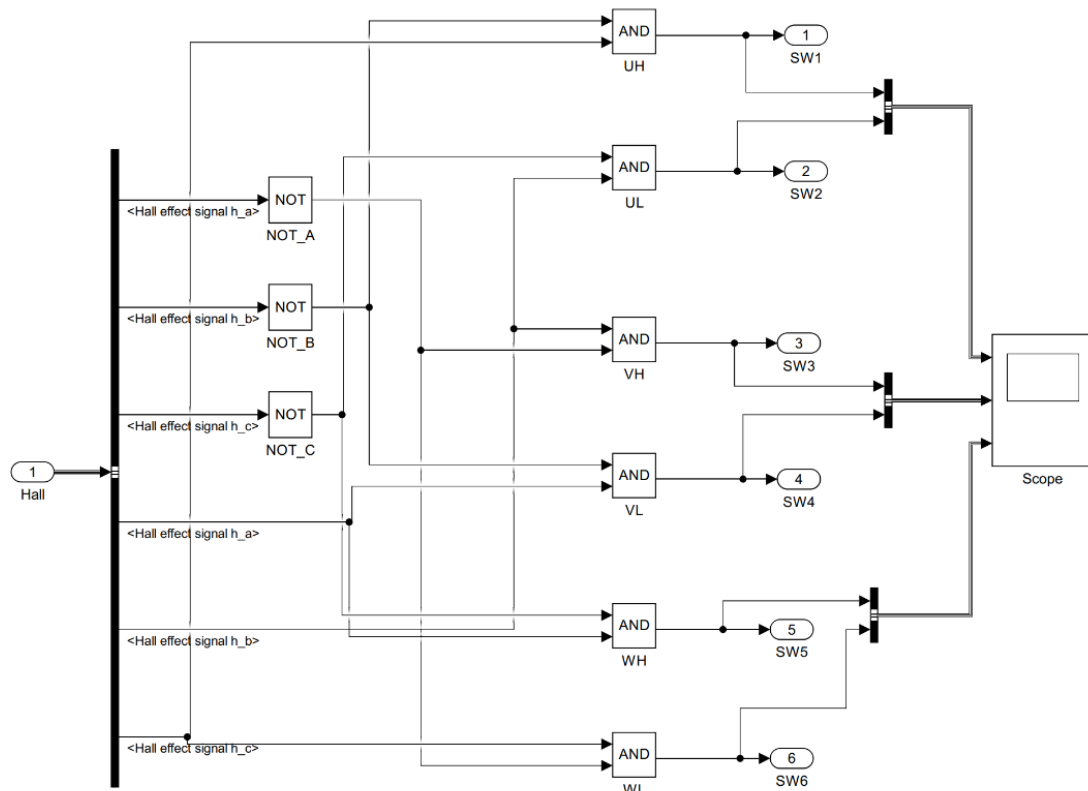 AND
UH
1
SW1
AND
UL
2
SW2
<Hall effect signal h_a>
NOT
NOT_A
<Hall effect signal h_b>
NOT
NOT_B
AND
VH
3
SW3
<Hall effect signal h_c>
NOT
NOT_C
1
Hall
AND
VL
4
SW4
Scope
<Hall effect signal h_a>
<Hall effect signal h_b>
AND
WH
5
SW5
<Hall effect signal h_c>
AND
WL
6
SW6